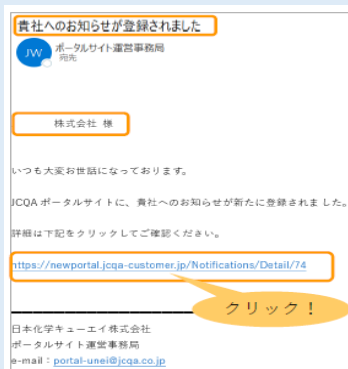 貴社へのお知らせが登録されました
JW
ポータルサイト運営事務局
宛先
株式会社 様
いつも大変お世話になっております。
JCQA ポータルサイトに、貴社へのお知らせが新たに登録されました。
詳細は下記をクリックしてご確認ください。
https://newportal.jcqa-customer.jp/Notifications/Detail/74
クリック！
日本化学キューエイ株式会社
ポータルサイト運営事務局
e-mail：portal-unei@jcqa.co.jp